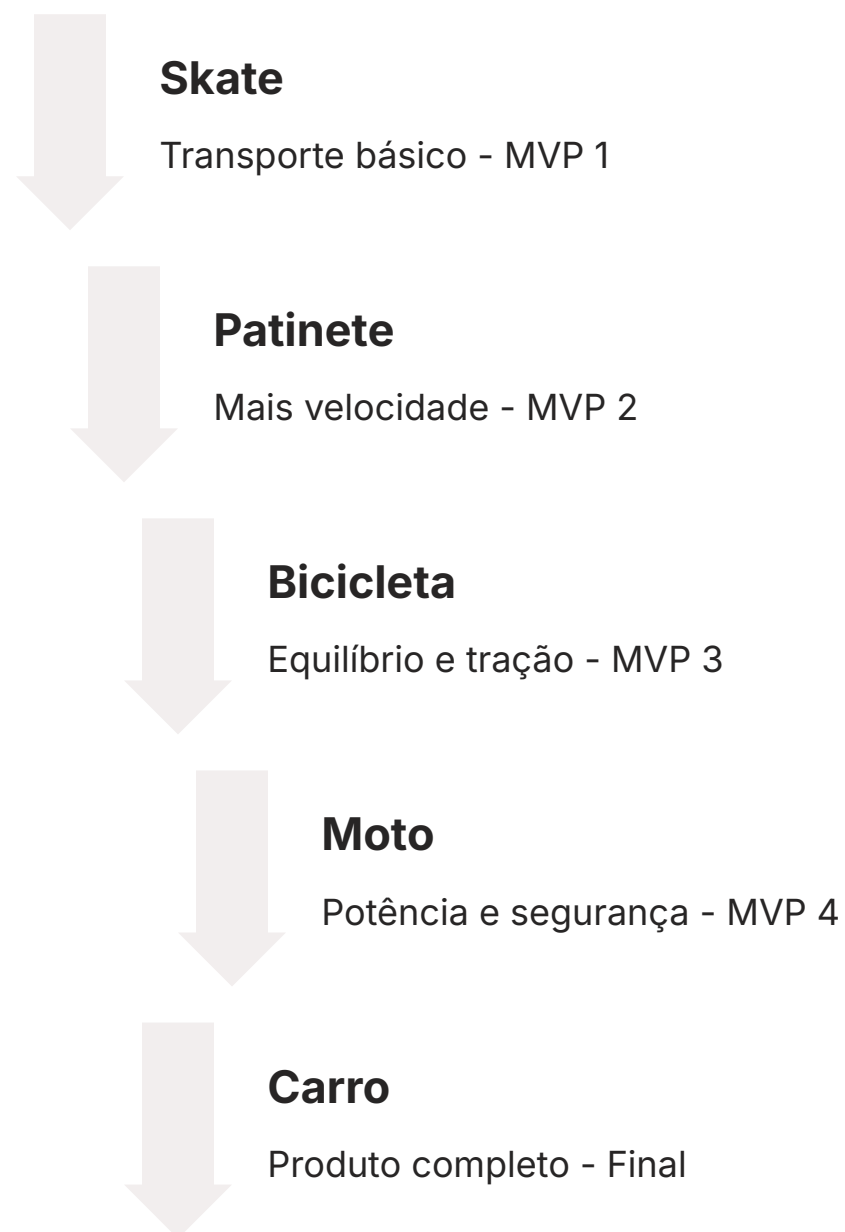 Skate
Transporte básico - MVP 1
Patinete
Mais velocidade - MVP 2
Bicicleta
Equilíbrio e tração - MVP 3
Moto
Potência e segurança - MVP 4
Carro
Produto completo - Final